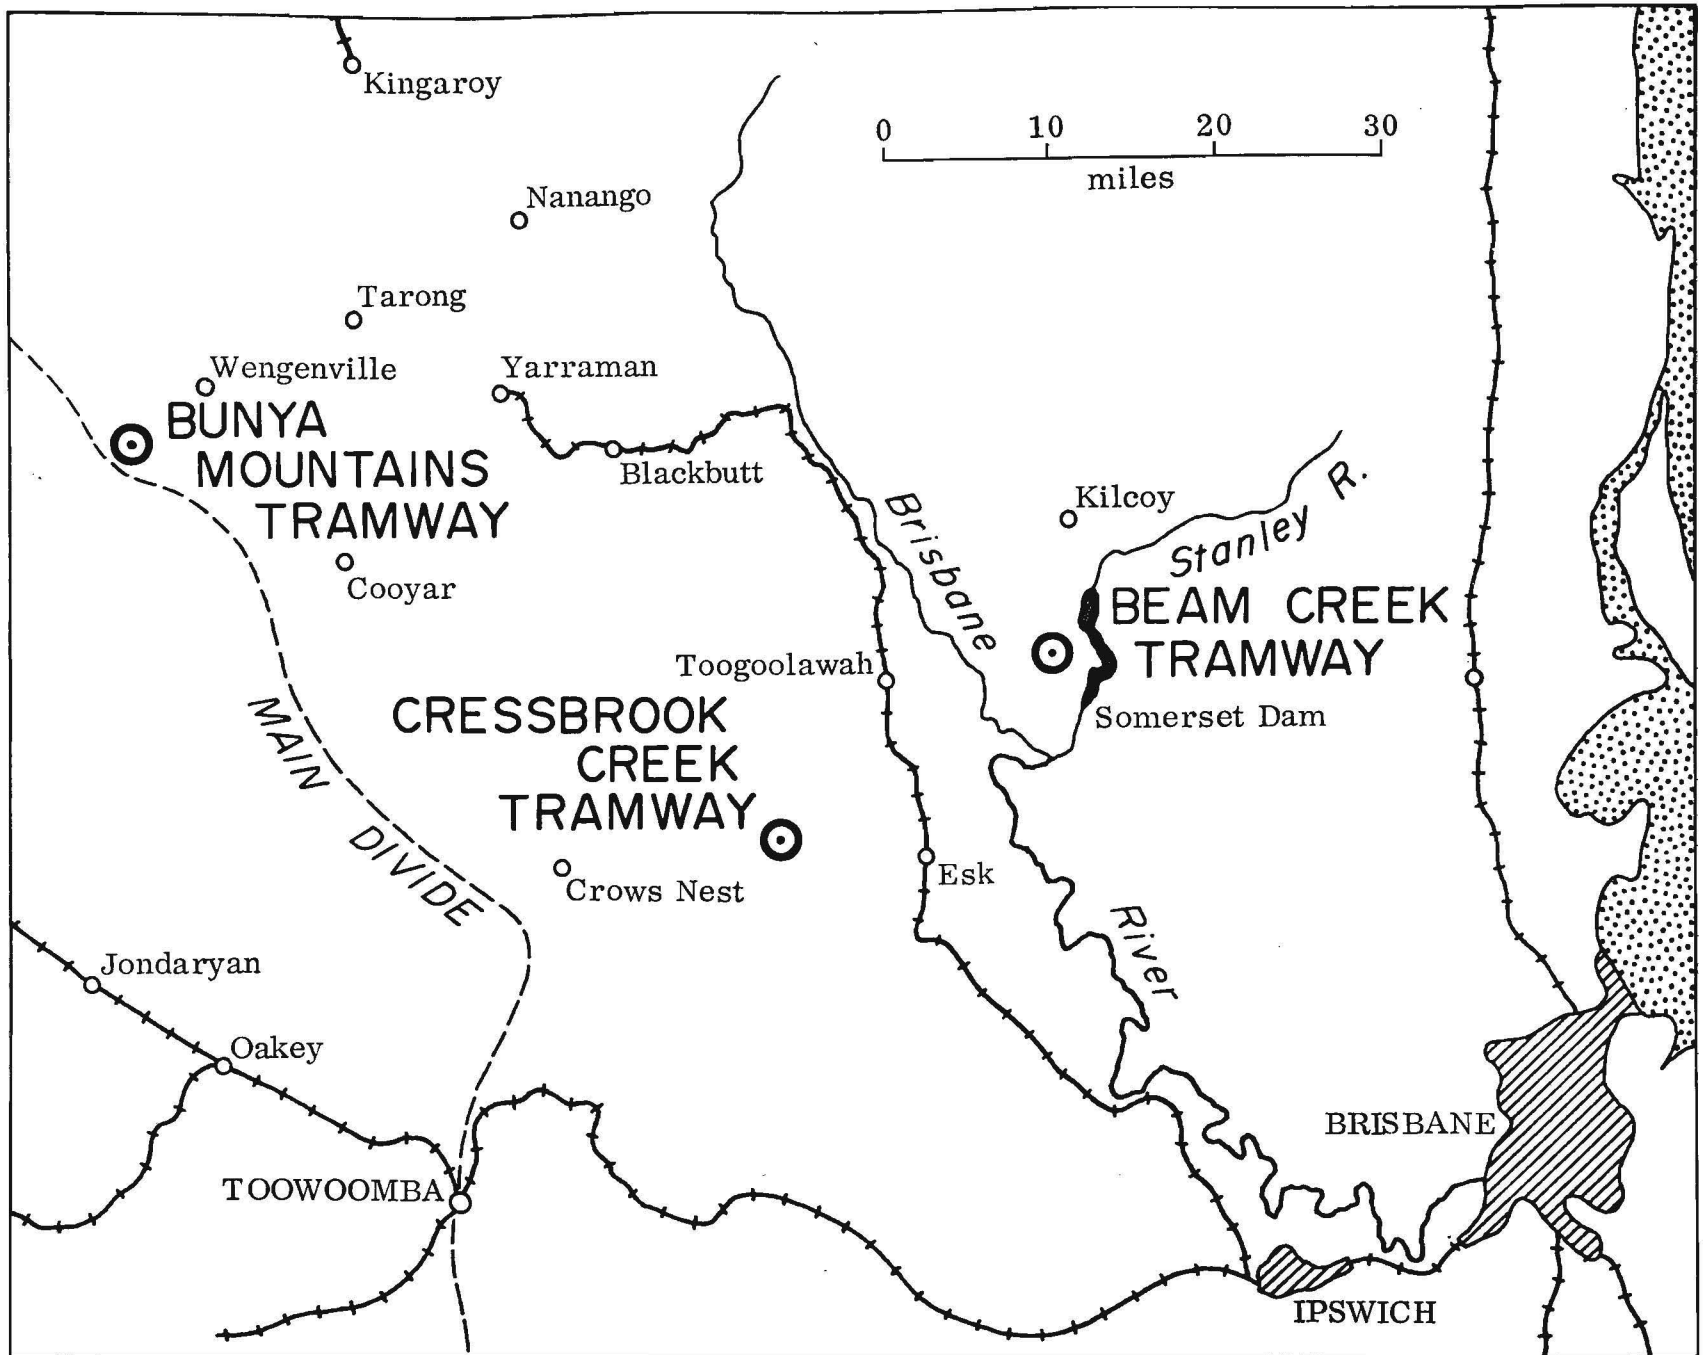 Kingaroy
0 10 20 30
miles
Nanango
Tarong
Wengenville
Yarraman
BUNYA
MOUNTAINS
TRAMWAY
Blackbutt
Kilcoy
Stanley R.
Brisbane
Cooyar
BEAM CREEK
TRAMWAY
Toogoolawah
Somerset Dam
CRESSBROOK
CREEK
TRAMWAY
MAIN DIVIDE
Esk
Crows Nest
River
Jondaryan
Oakey
BRISBANE
TOOWOOMBA
IPSWICH